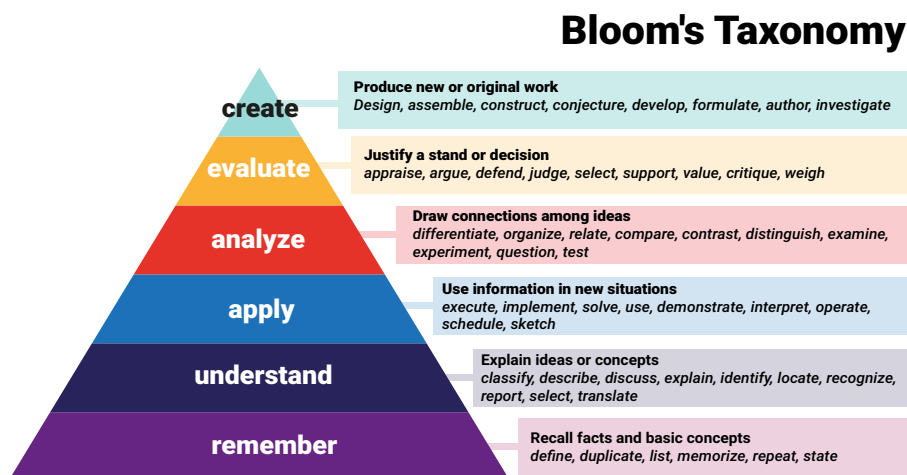 Bloom's Taxonomy
create
Produce new or original work
Design, assemble, construct, conjecture, develop, formulate, author, investigate
evaluate
Justify a stand or decision
appraise, argue, defend, judge, select, support, value, critique, weigh
analyze
Draw connections among ideas
differentiate, organize, relate, compare, contrast, distinguish, examine,
experiment, question, test
apply
Use information in new situations
execute, implement, solve, use, demonstrate, interpret, operate,
schedule, sketch
understand
Explain ideas or concepts
classify, describe, discuss, explain, identify, locate, recognize,
report, select, translate
remember
Recall facts and basic concepts
define, duplicate, list, memorize, repeat, state